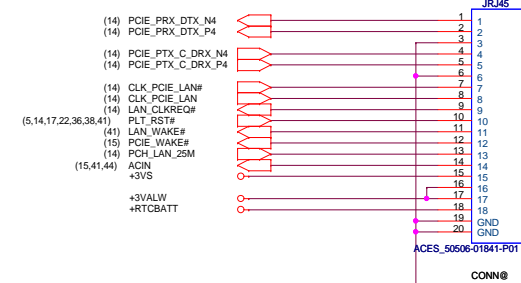 JRJ45
(14) PCIE_PRX_DTX_N4 1 1
(14) PCIE_PRX_DTX_P4 2 2
3 3
(14) PCIE_PTX_C_DRX_N4 4 4
(14) PCIE_PTX_C_DRX_P4 5 5
6 6
(14) CLK_PCIE_LAN# 7 7
(14) CLK_PCIE_LAN 8 8
(14) LAN_CLKREQ# 9 9
(5,14,17,22,36,38,41) PLT_RST# 10 10
(41) LAN_WAKE# 11 11
(15) PCIE_WAKE# 12 12
(14) PCH_LAN_25M 13 13
(15,41,44) ACIN 14 14
+3VS 15 15
16 16
+3VALW 17 17
+RTCBATT 18 18
19 GND
20 GND
ACES_50506-01841-P01
CONN@